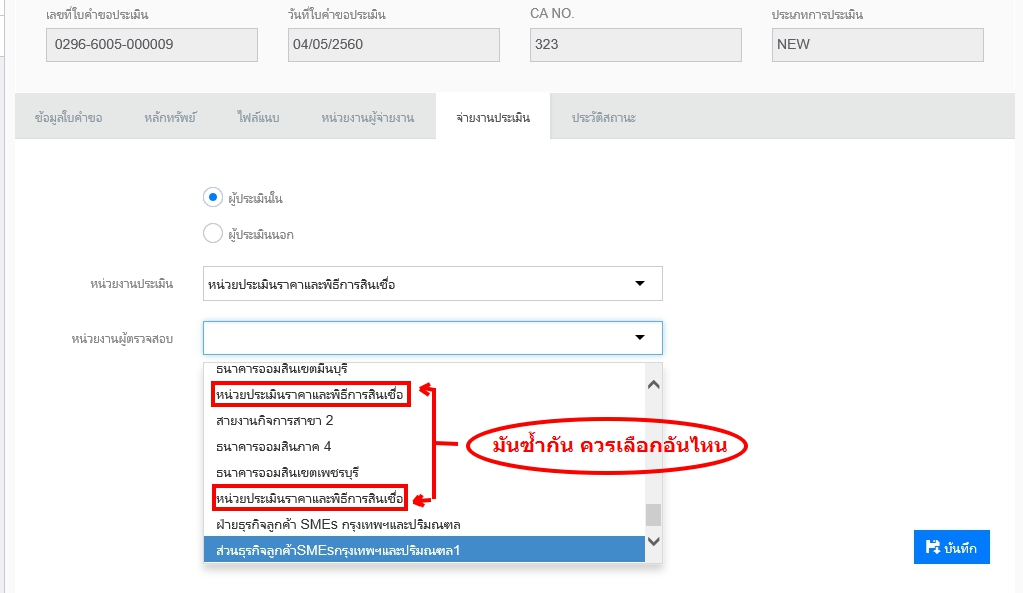 เลขที่ใบคำขอประเมิน วันที่ใบคำขอประเมิน CA NO. ประเภทการประเมิน
0296-6005-000009 04/05/2560 323 NEW
ข้อมูลใบคำขอ หลักทรัพย์ ไฟล์แนบ หน่วยงานผู้จ่ายงาน จ่ายงานประเมิน ประวัติสถานะ
ผู้ประเมินใน
ผู้ประเมินนอก
หน่วยงานประเมิน หน่วยประเมินราคาและพิธีการสินเชื่อ
หน่วยงานผู้ตรวจสอบ
ธนาคารออมสินเขตมีนบุรี
หน่วยประเมินราคาและพิธีการสินเชื่อ
สายงานกิจการสาขา 2
ธนาคารออมสินภาค 4
มันซ้ำกัน ควรเลือกอันไหน
ธนาคารออมสินเขตเพชรบุรี
หน่วยประเมินราคาและพิธีการสินเชื่อ
ฝ่ายธุรกิจลูกค้า SMEs กรุงเทพฯและปริมณฑล
ส่วนธุรกิจลูกค้าSMEsกรุงเทพฯและปริมณฑล1
บันทึก